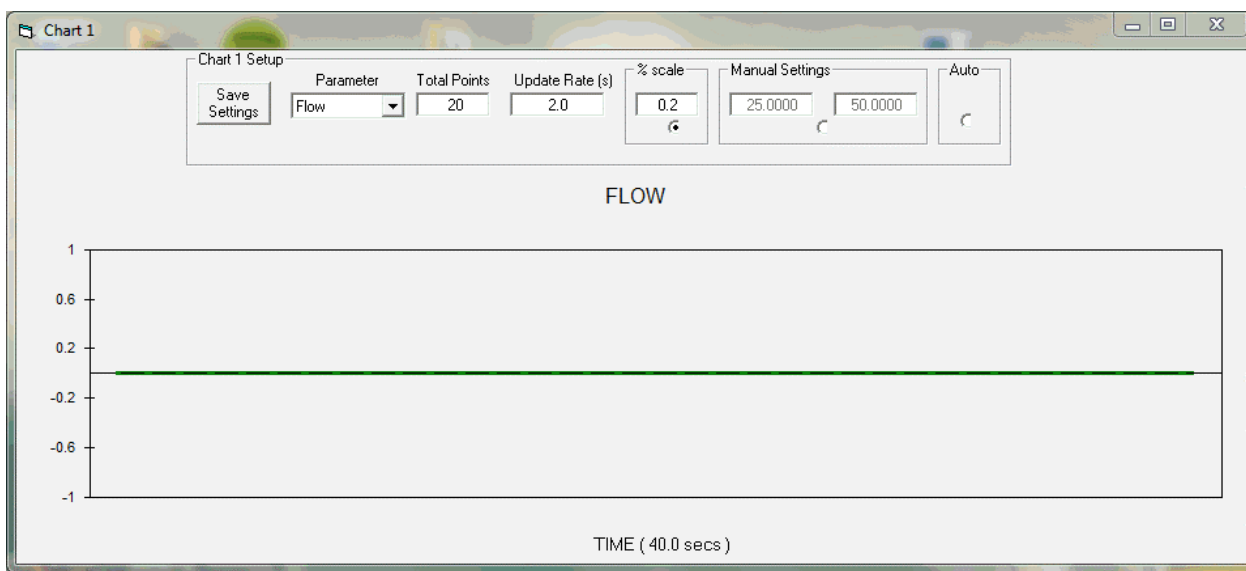 Chart 1
Chart 1 Setup
Save
Settings
Parameter
Flow
Total Points
20
Update Rate (s)
2.0
% scale
0.2
Manual Settings
25.0000 50.0000
Auto
FLOW
1
0.6
0.2
-0.2
-0.6
-1
TIME ( 40.0 secs )